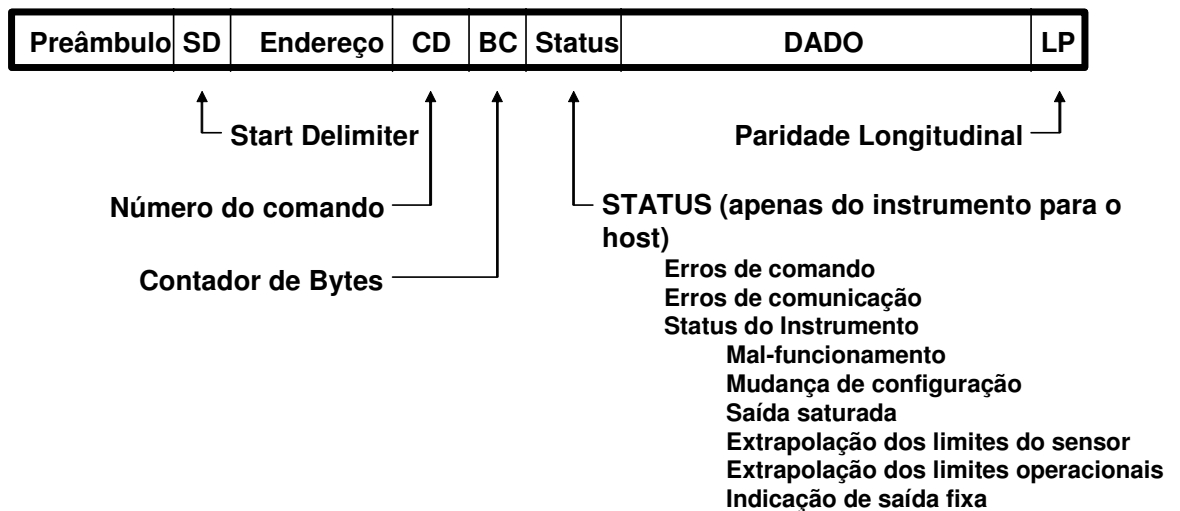 Preâmbulo SD Endereço CD BC Status DADO LP
Start Delimiter
Paridade Longitudinal
Número do comando
STATUS (apenas do instrumento para o
host)
Contador de Bytes
Erros de comando
Erros de comunicação
Status do Instrumento
Mal-funcionamento
Mudança de configuração
Saída saturada
Extrapolação dos limites do sensor
Extrapolação dos limites operacionais
Indicação de saída fixa